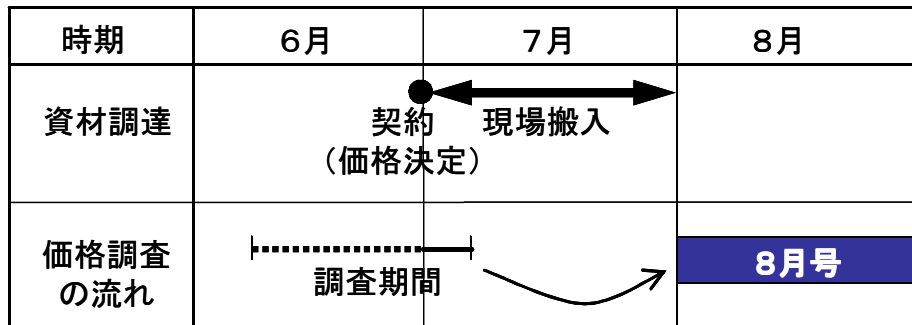 時期
6月
7月
8月
資材調達
契約
(価格決定)
現場搬入
価格調査
の流れ
調査期間
8月号